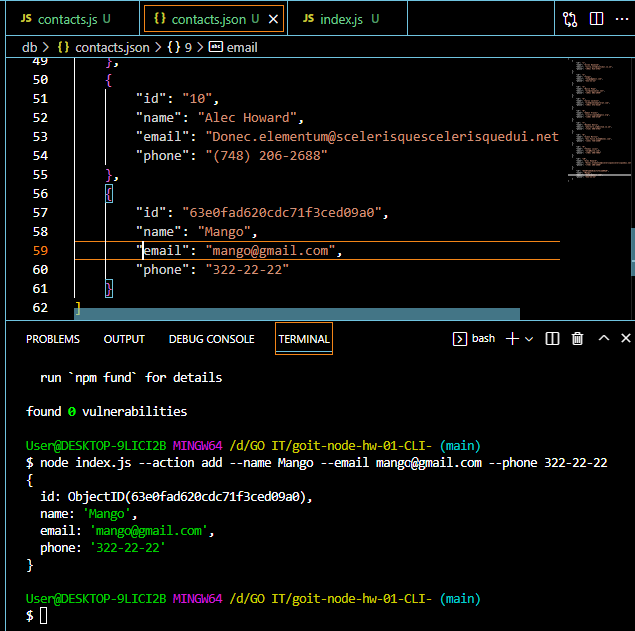 JS contacts.js U
{} contacts.json U ×
JS index.js U
···
db > {} contacts.json > {} 9 > abc email
49 },
50 {
51 "id": "10",
52 "name": "Alec Howard",
53 "email": "Donec.elementum@scelerisquescelerisquedui.net
54 "phone": "(748) 206-2688"
55 },
56 {
57 "id": "63e0fad620cdc71f3ced09a0",
58 "name": "Mango",
59 "email": "mango@gmail.com",
60 "phone": "322-22-22"
61 }
62 ]
PROBLEMS OUTPUT DEBUG CONSOLE TERMINAL bash
run `npm fund` for details
found 0 vulnerabilities
User@DESKTOP-9LICI2B MINGW64 /d/GO IT/goit-node-hw-01-CLI- (main)
$ node index.js --action add --name Mango --email mango@gmail.com --phone 322-22-22
{
id: ObjectID(63e0fad620cdc71f3ced09a0),
name: 'Mango',
email: 'mango@gmail.com',
phone: '322-22-22'
}
User@DESKTOP-9LICI2B MINGW64 /d/GO IT/goit-node-hw-01-CLI- (main)
$